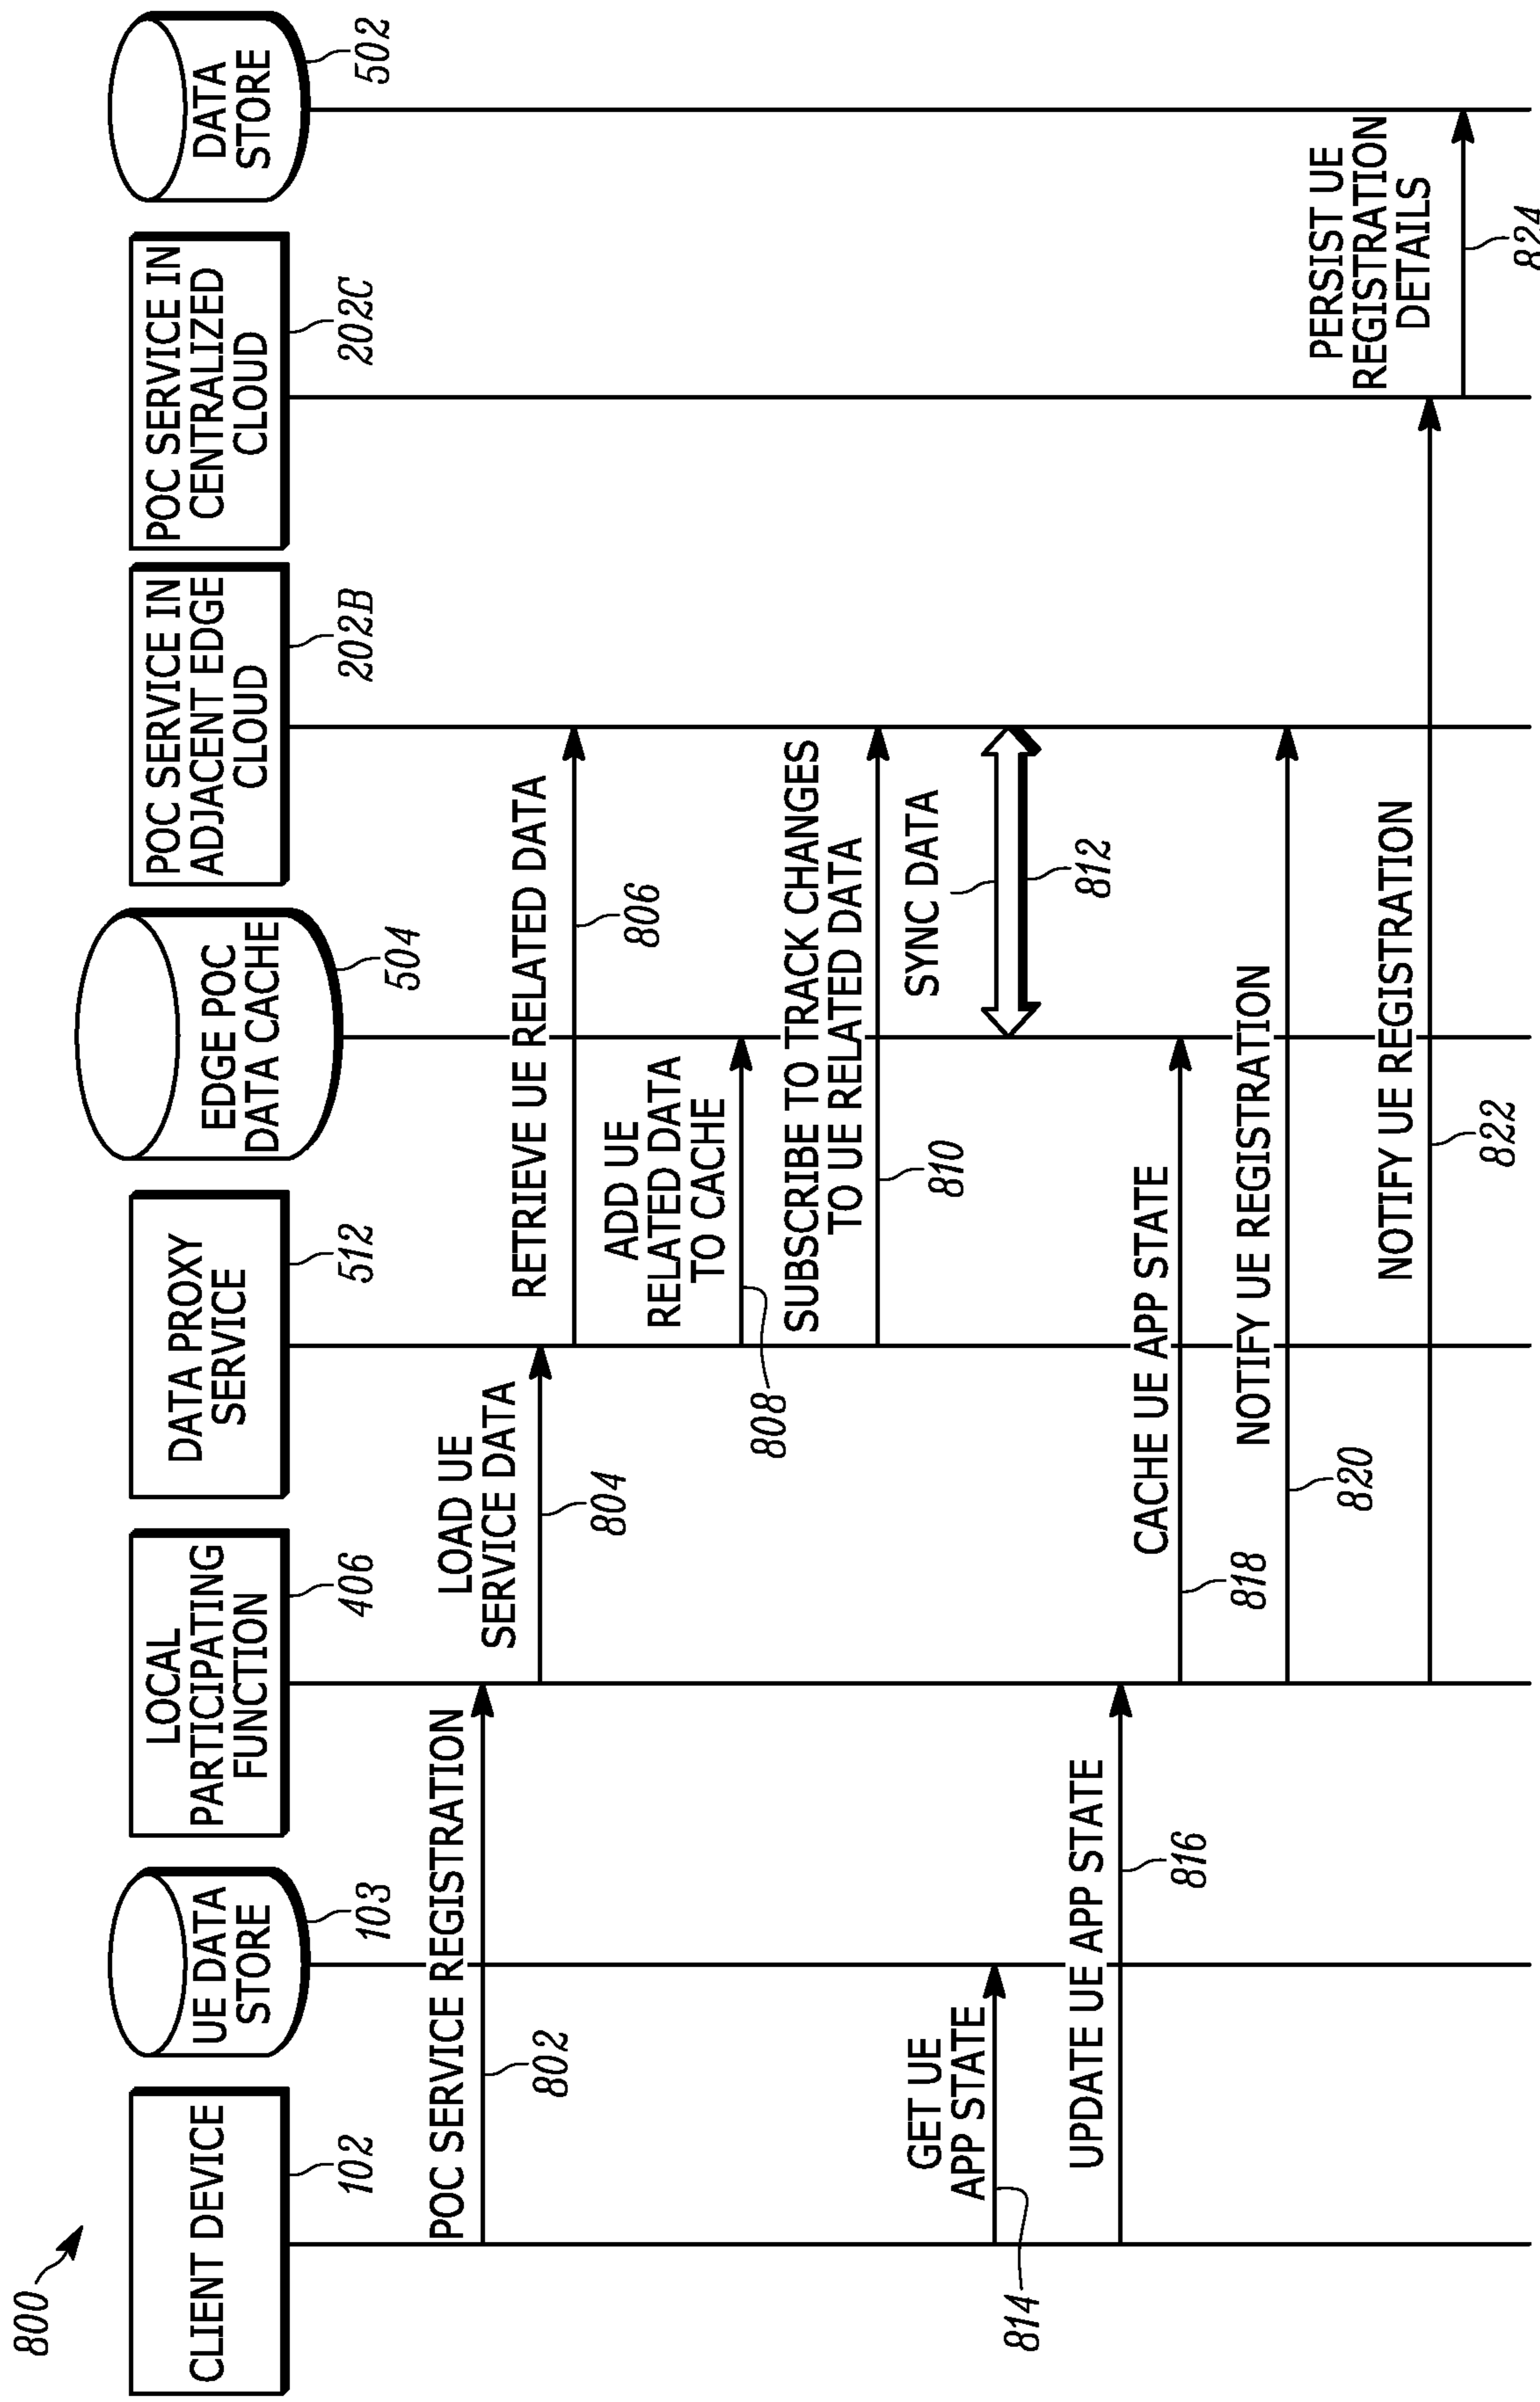 800
CLIENT DEVICE
102
UE DATA
STORE
103
LOCAL
PARTICIPATING
FUNCTION
406
DATA PROXY
SERVICE
512
EDGE POC
DATA CACHE
504
POC SERVICE IN
ADJACENT EDGE
CLOUD
202B
POC SERVICE IN
CENTRALIZED
CLOUD
202C
DATA
STORE
502
POC SERVICE REGISTRATION
802
LOAD UE
SERVICE DATA
804
RETRIEVE UE RELATED DATA
806
ADD UE
RELATED DATA
TO CACHE
808
SUBSCRIBE TO TRACK CHANGES
TO UE RELATED DATA
810
SYNC DATA
812
GET UE
APP STATE
814
UPDATE UE APP STATE
816
CACHE UE APP STATE
818
NOTIFY UE REGISTRATION
820
NOTIFY UE REGISTRATION
822
PERSIST UE
REGISTRATION
DETAILS
824